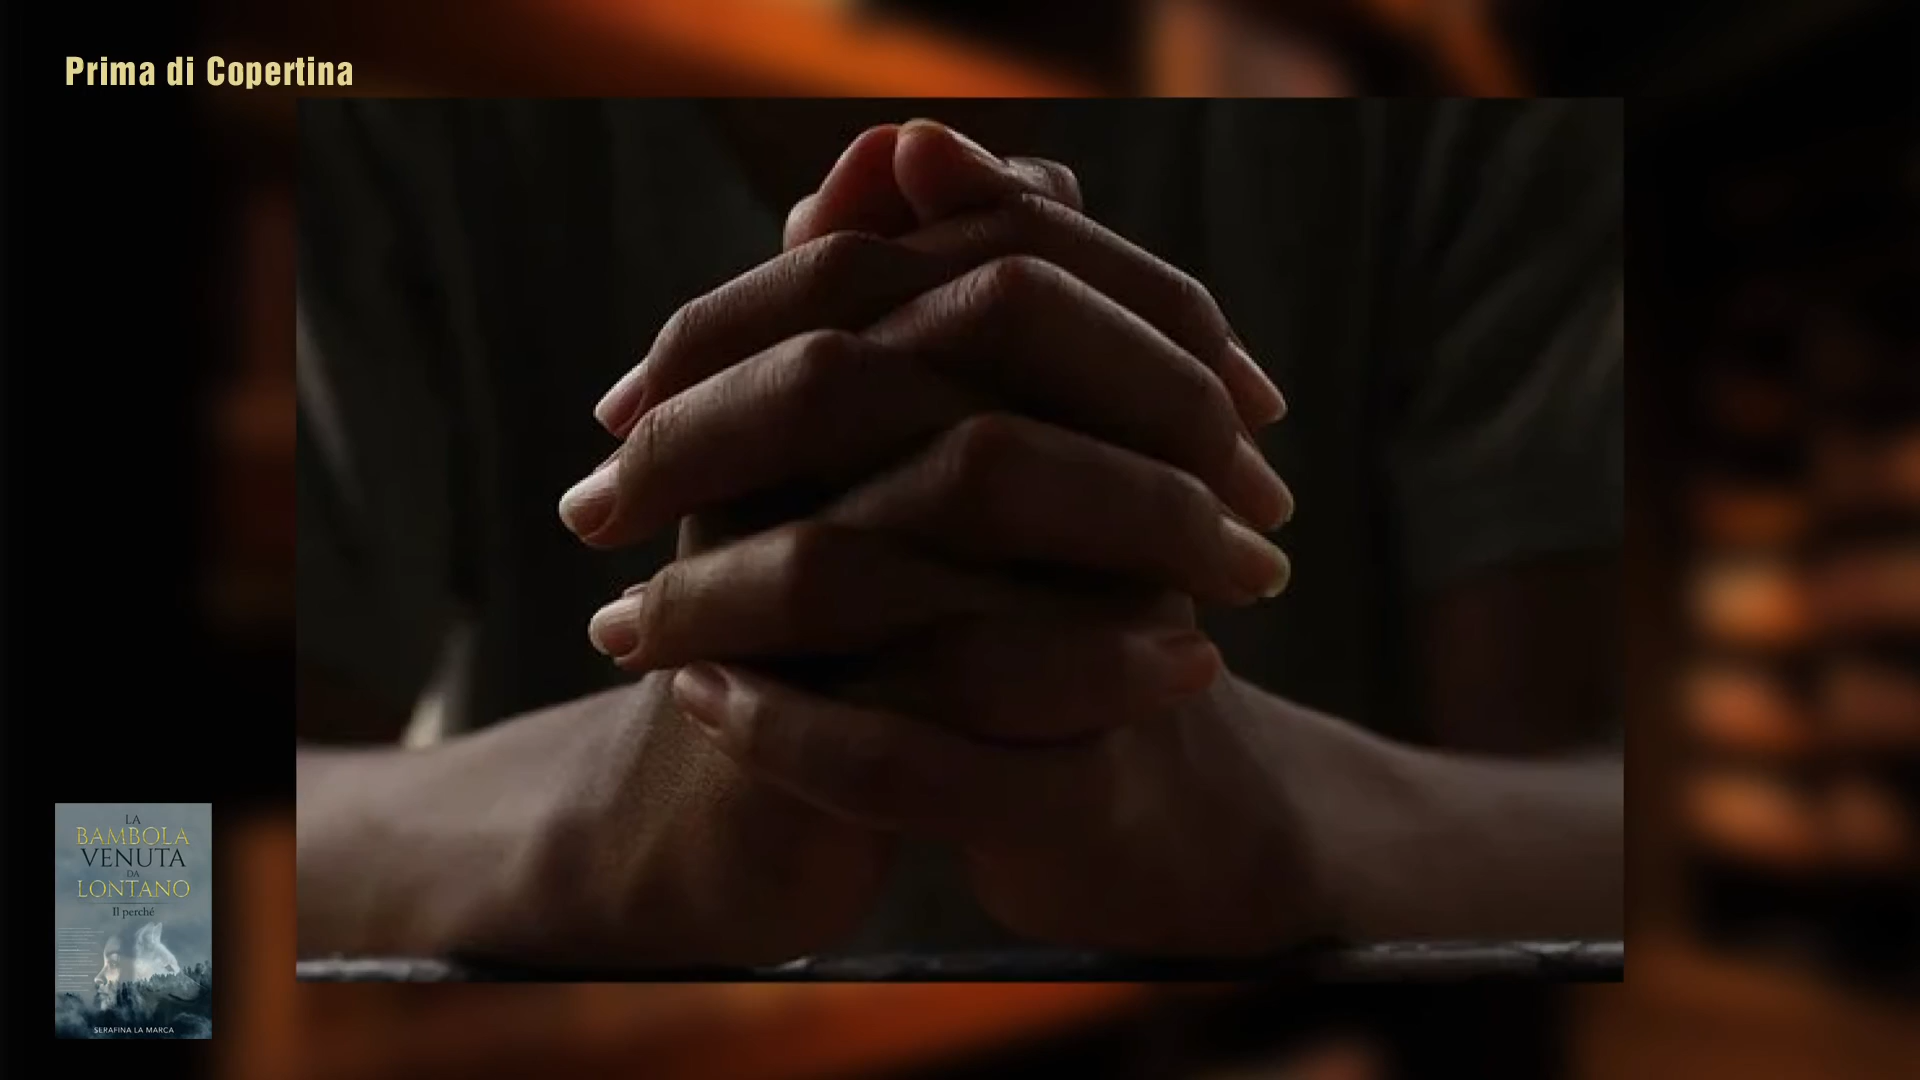 Prima di Copertina
LA
BAMBOLA
VENUTA
DA
LONTANO
Il perché
SERAFINA LA MARCA